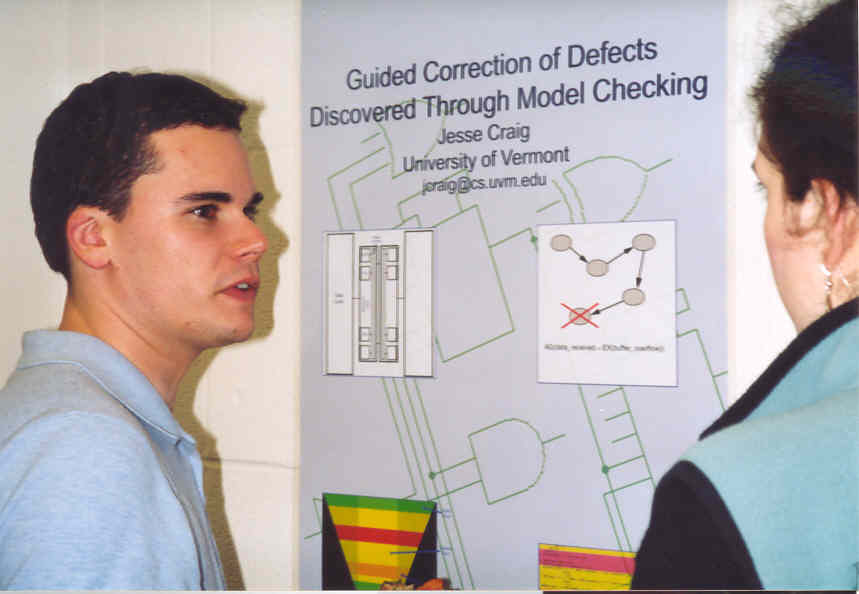 Guided Correction of Defects
Discovered Through Model Checking
Jesse Craig
University of Vermont
jcraig@cs.uvm.edu